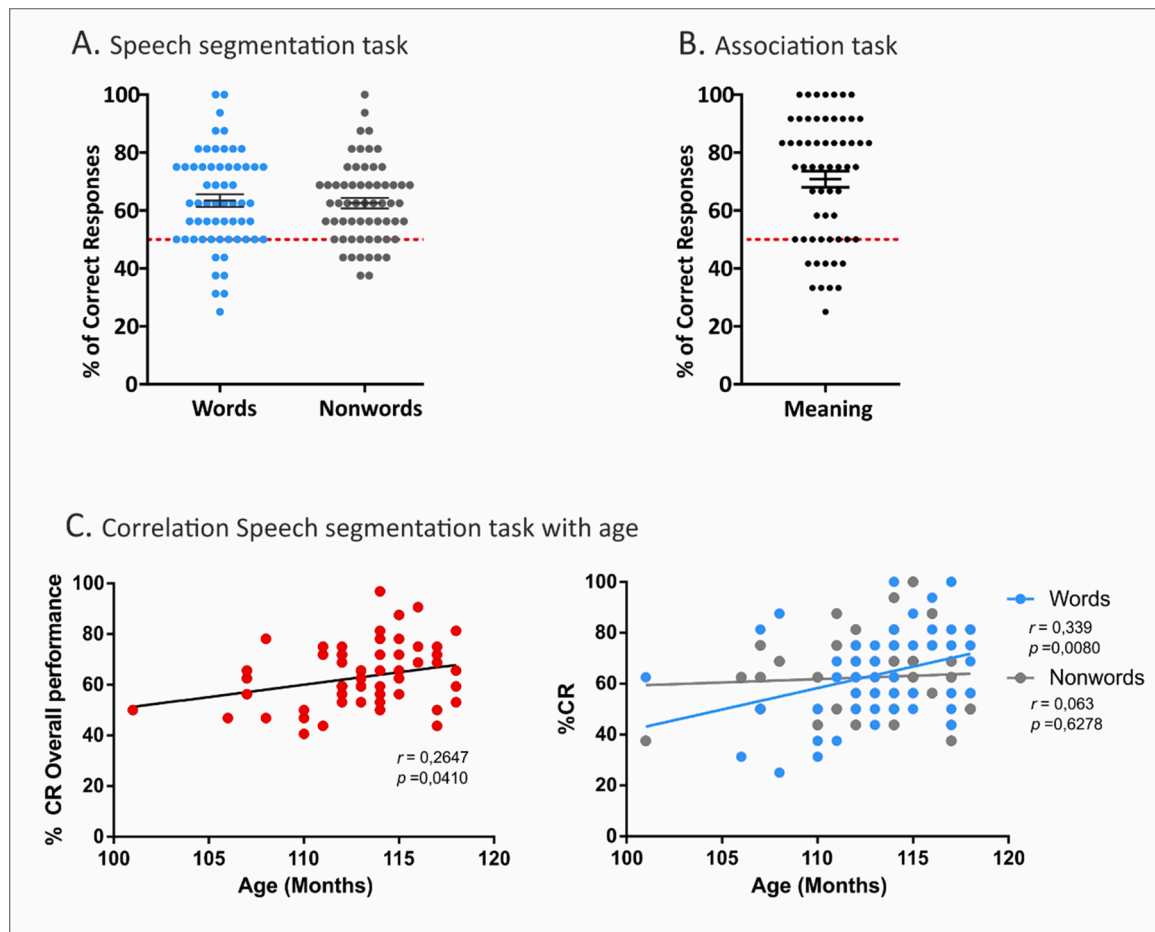 A. Speech segmentation task
% of Correct Responses
100
80
60
40
20
0
Words
Nonwords
B. Association task
% of Correct Responses
100
80
60
40
20
0
Meaning
C. Correlation Speech segmentation task with age
% CR Overall performance
100
80
60
40
20
0
r = 0,2647
p =0,0410
100
105
110
115
120
Age (Months)
%CR
100
80
60
40
20
0
100
105
110
115
120
Age (Months)
Words
r = 0,339
p =0,0080
Nonwords
r = 0,063
p =0,6278